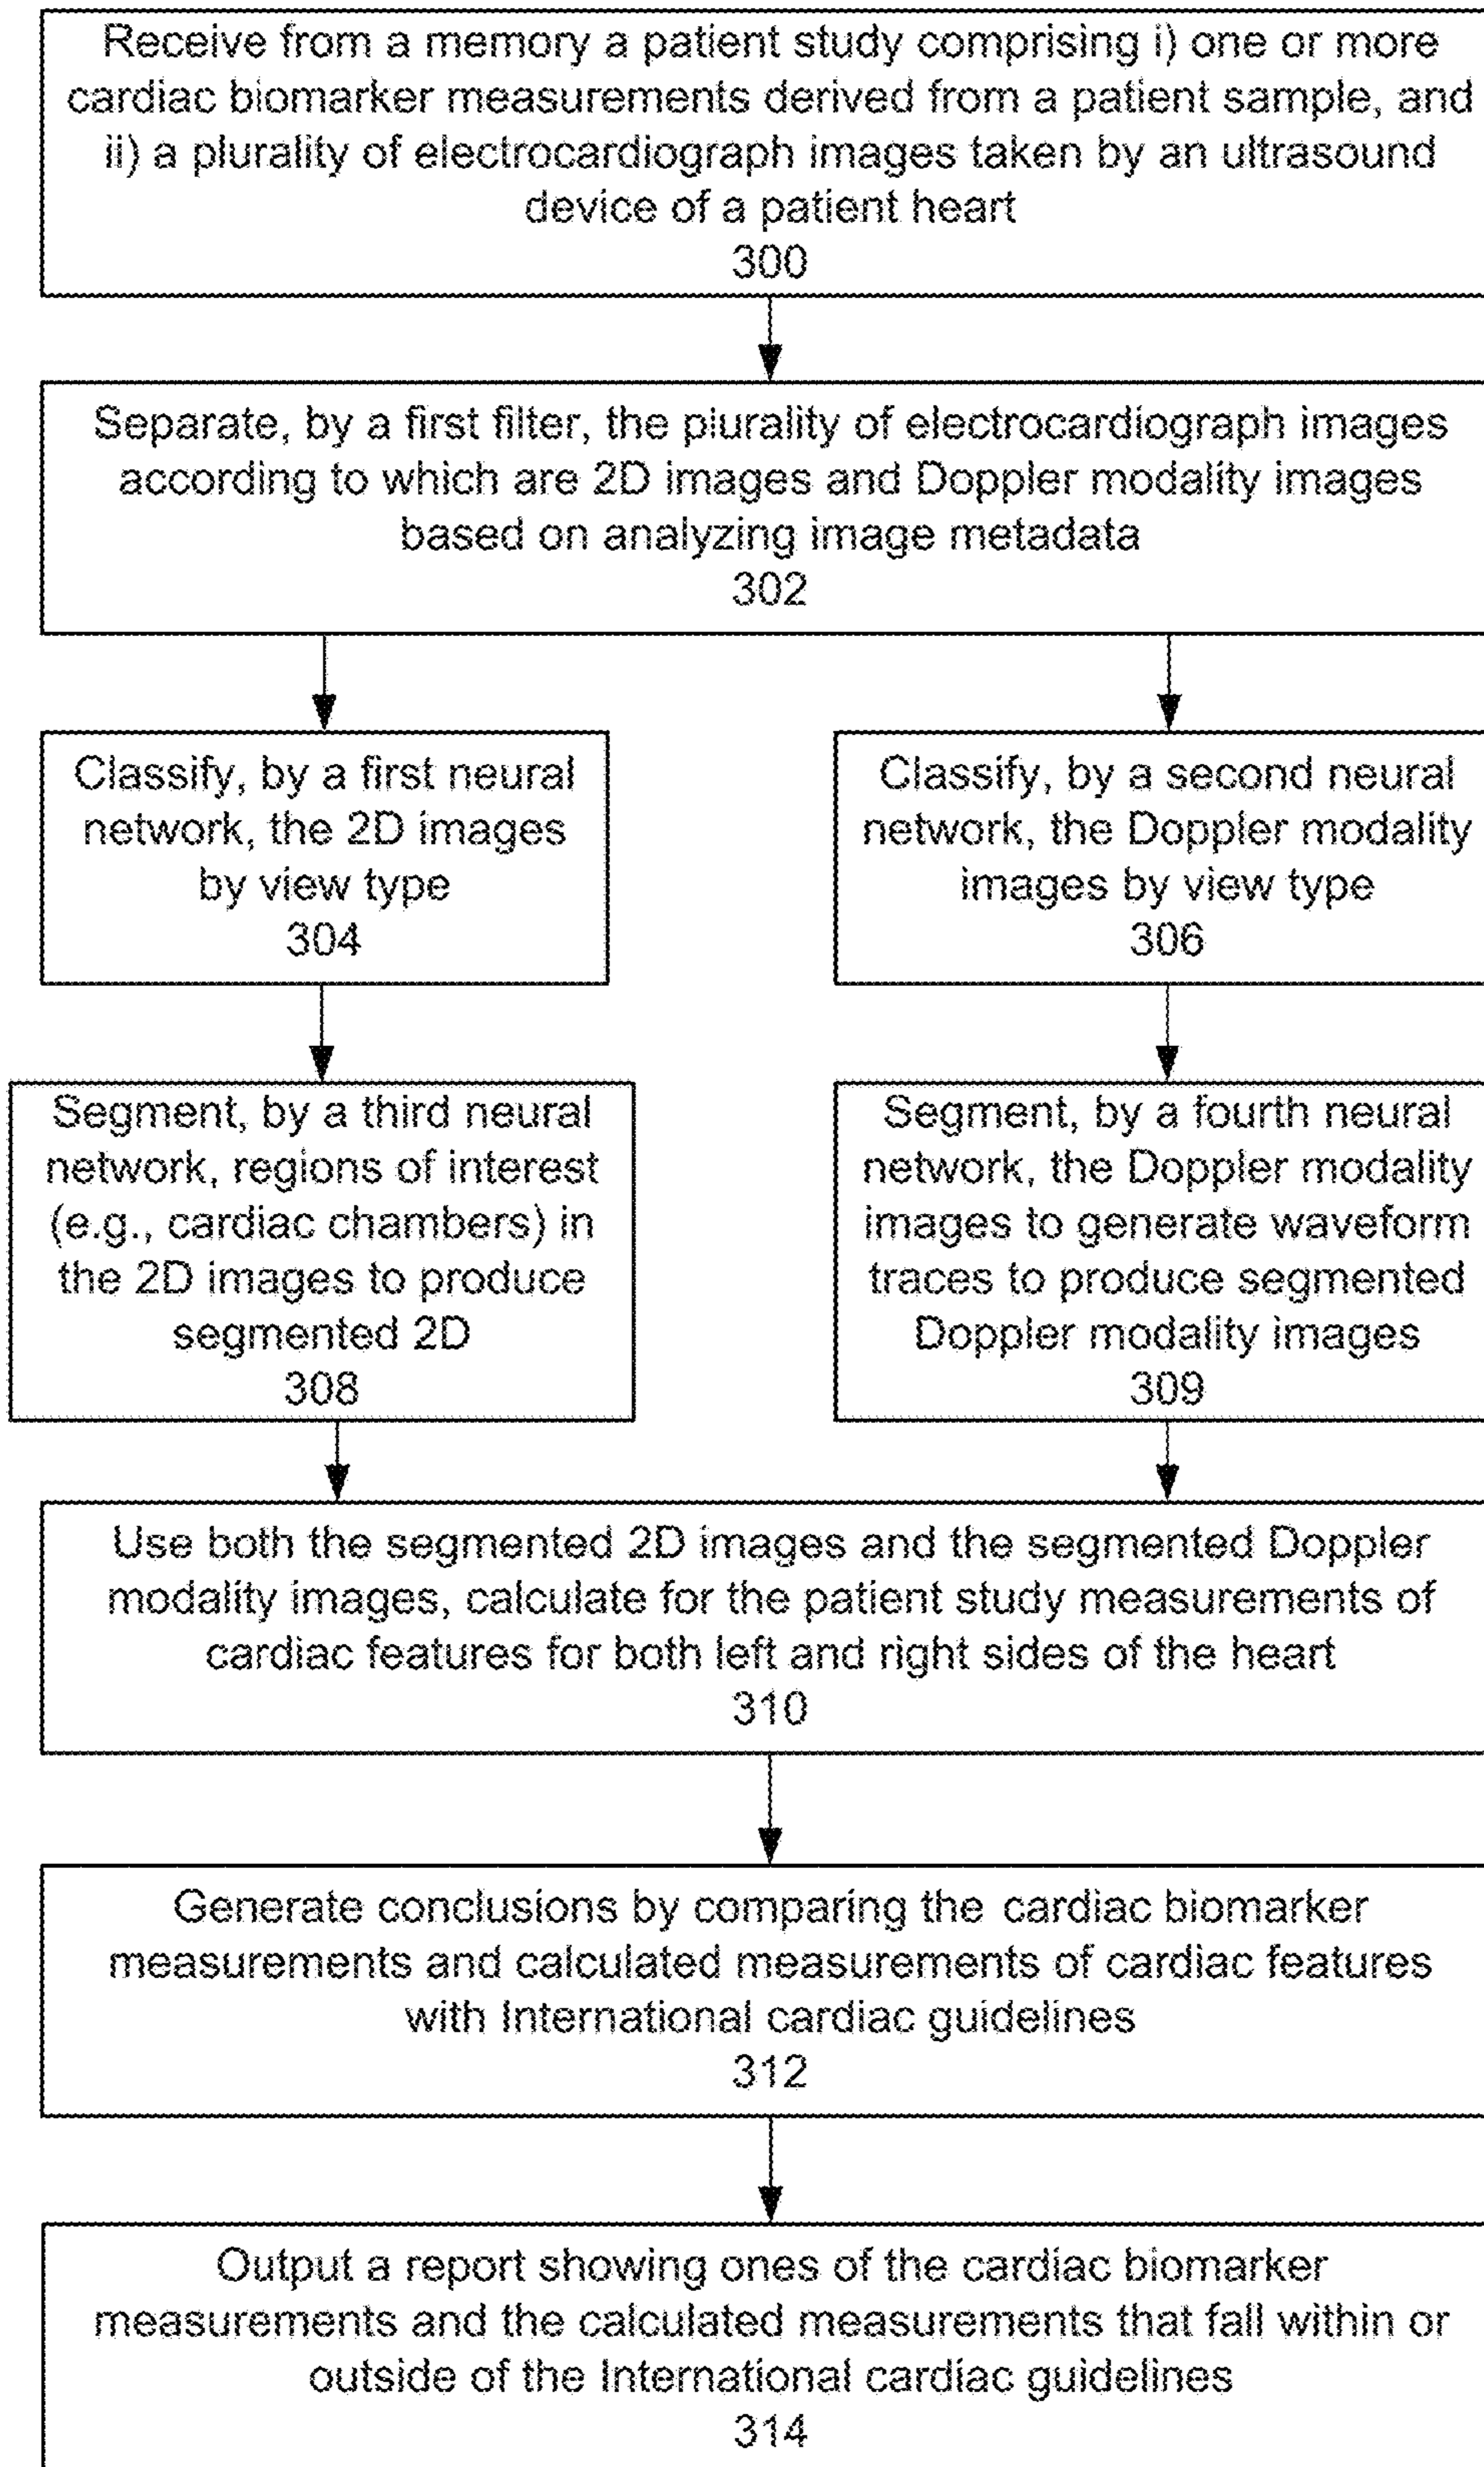 Receive from a memory a patient study comprising i) one or more
cardiac biomarker measurements derived from a patient sample, and
ii) a plurality of electrocardiograph images taken by an ultrasound
device of a patient heart
300
Separate, by a first filter, the plurality of electrocardiograph images
according to which are 2D images and Doppler modality images
based on analyzing image metadata
302
Classify, by a first neural
network, the 2D images
by view type
304
Classify, by a second neural
network, the Doppler modality
images by view type
306
Segment, by a third neural
network, regions of interest
(e.g., cardiac chambers) in
the 2D images to produce
segmented 2D
308
Segment, by a fourth neural
network, the Doppler modality
images to generate waveform
traces to produce segmented
Doppler modality images
309
Use both the segmented 2D images and the segmented Doppler
modality images, calculate for the patient study measurements of
cardiac features for both left and right sides of the heart
310
Generate conclusions by comparing the cardiac biomarker
measurements and calculated measurements of cardiac features
with International cardiac guidelines
312
Output a report showing ones of the cardiac biomarker
measurements and the calculated measurements that fall within or
outside of the International cardiac guidelines
314